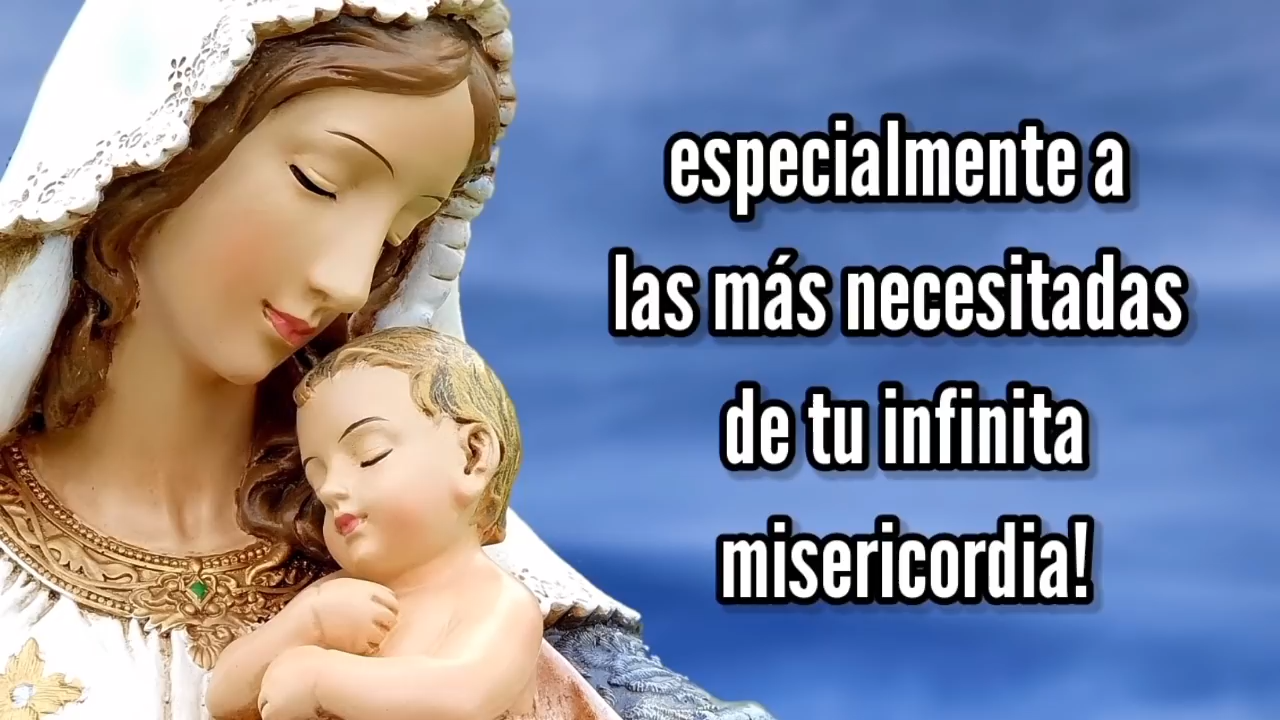 especialmente a
las más necesitadas
de tu infinita
misericordia!